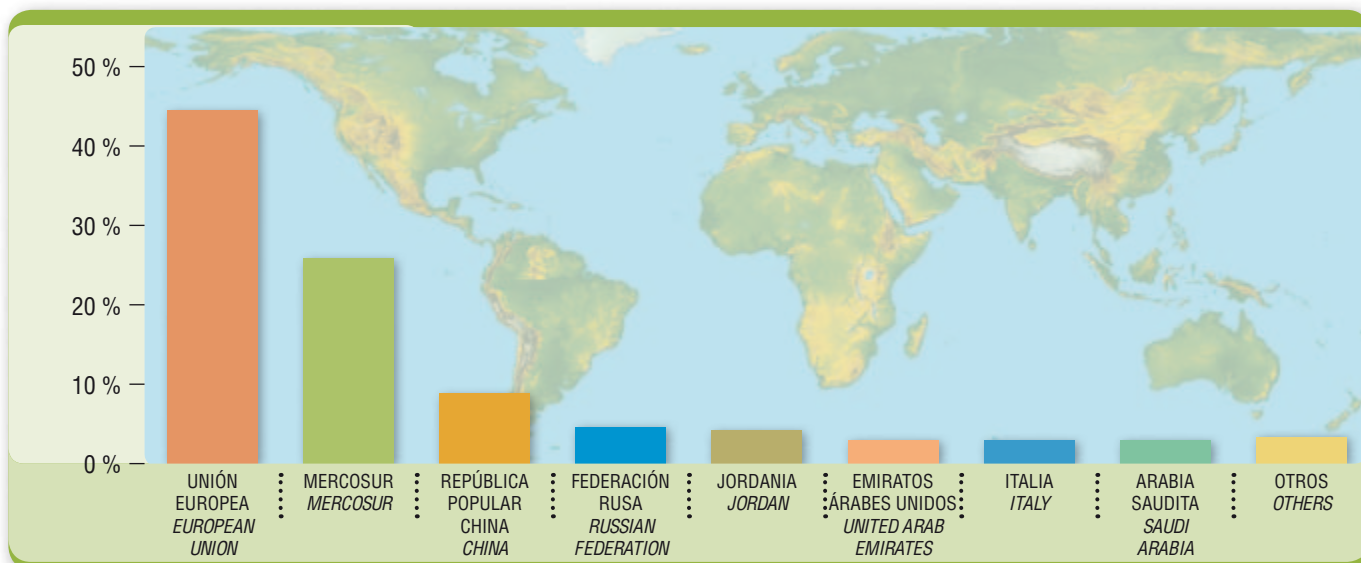 50 %
40 %
30 %
20 %
10 %
0 %
UNIÓN
EUROPEA
EUROPEAN
UNION
MERCOSUR
MERCOSUR
REPÚBLICA
POPULAR
CHINA
CHINA
FEDERACIÓN
RUSA
RUSSIAN
FEDERATION
JORDANIA
JORDAN
EMIRATOS
ÁRABES UNIDOS
UNITED ARAB
EMIRATES
ITALIA
ITALY
ARABIA
SAUDITA
SAUDI
ARABIA
OTROS
OTHERS